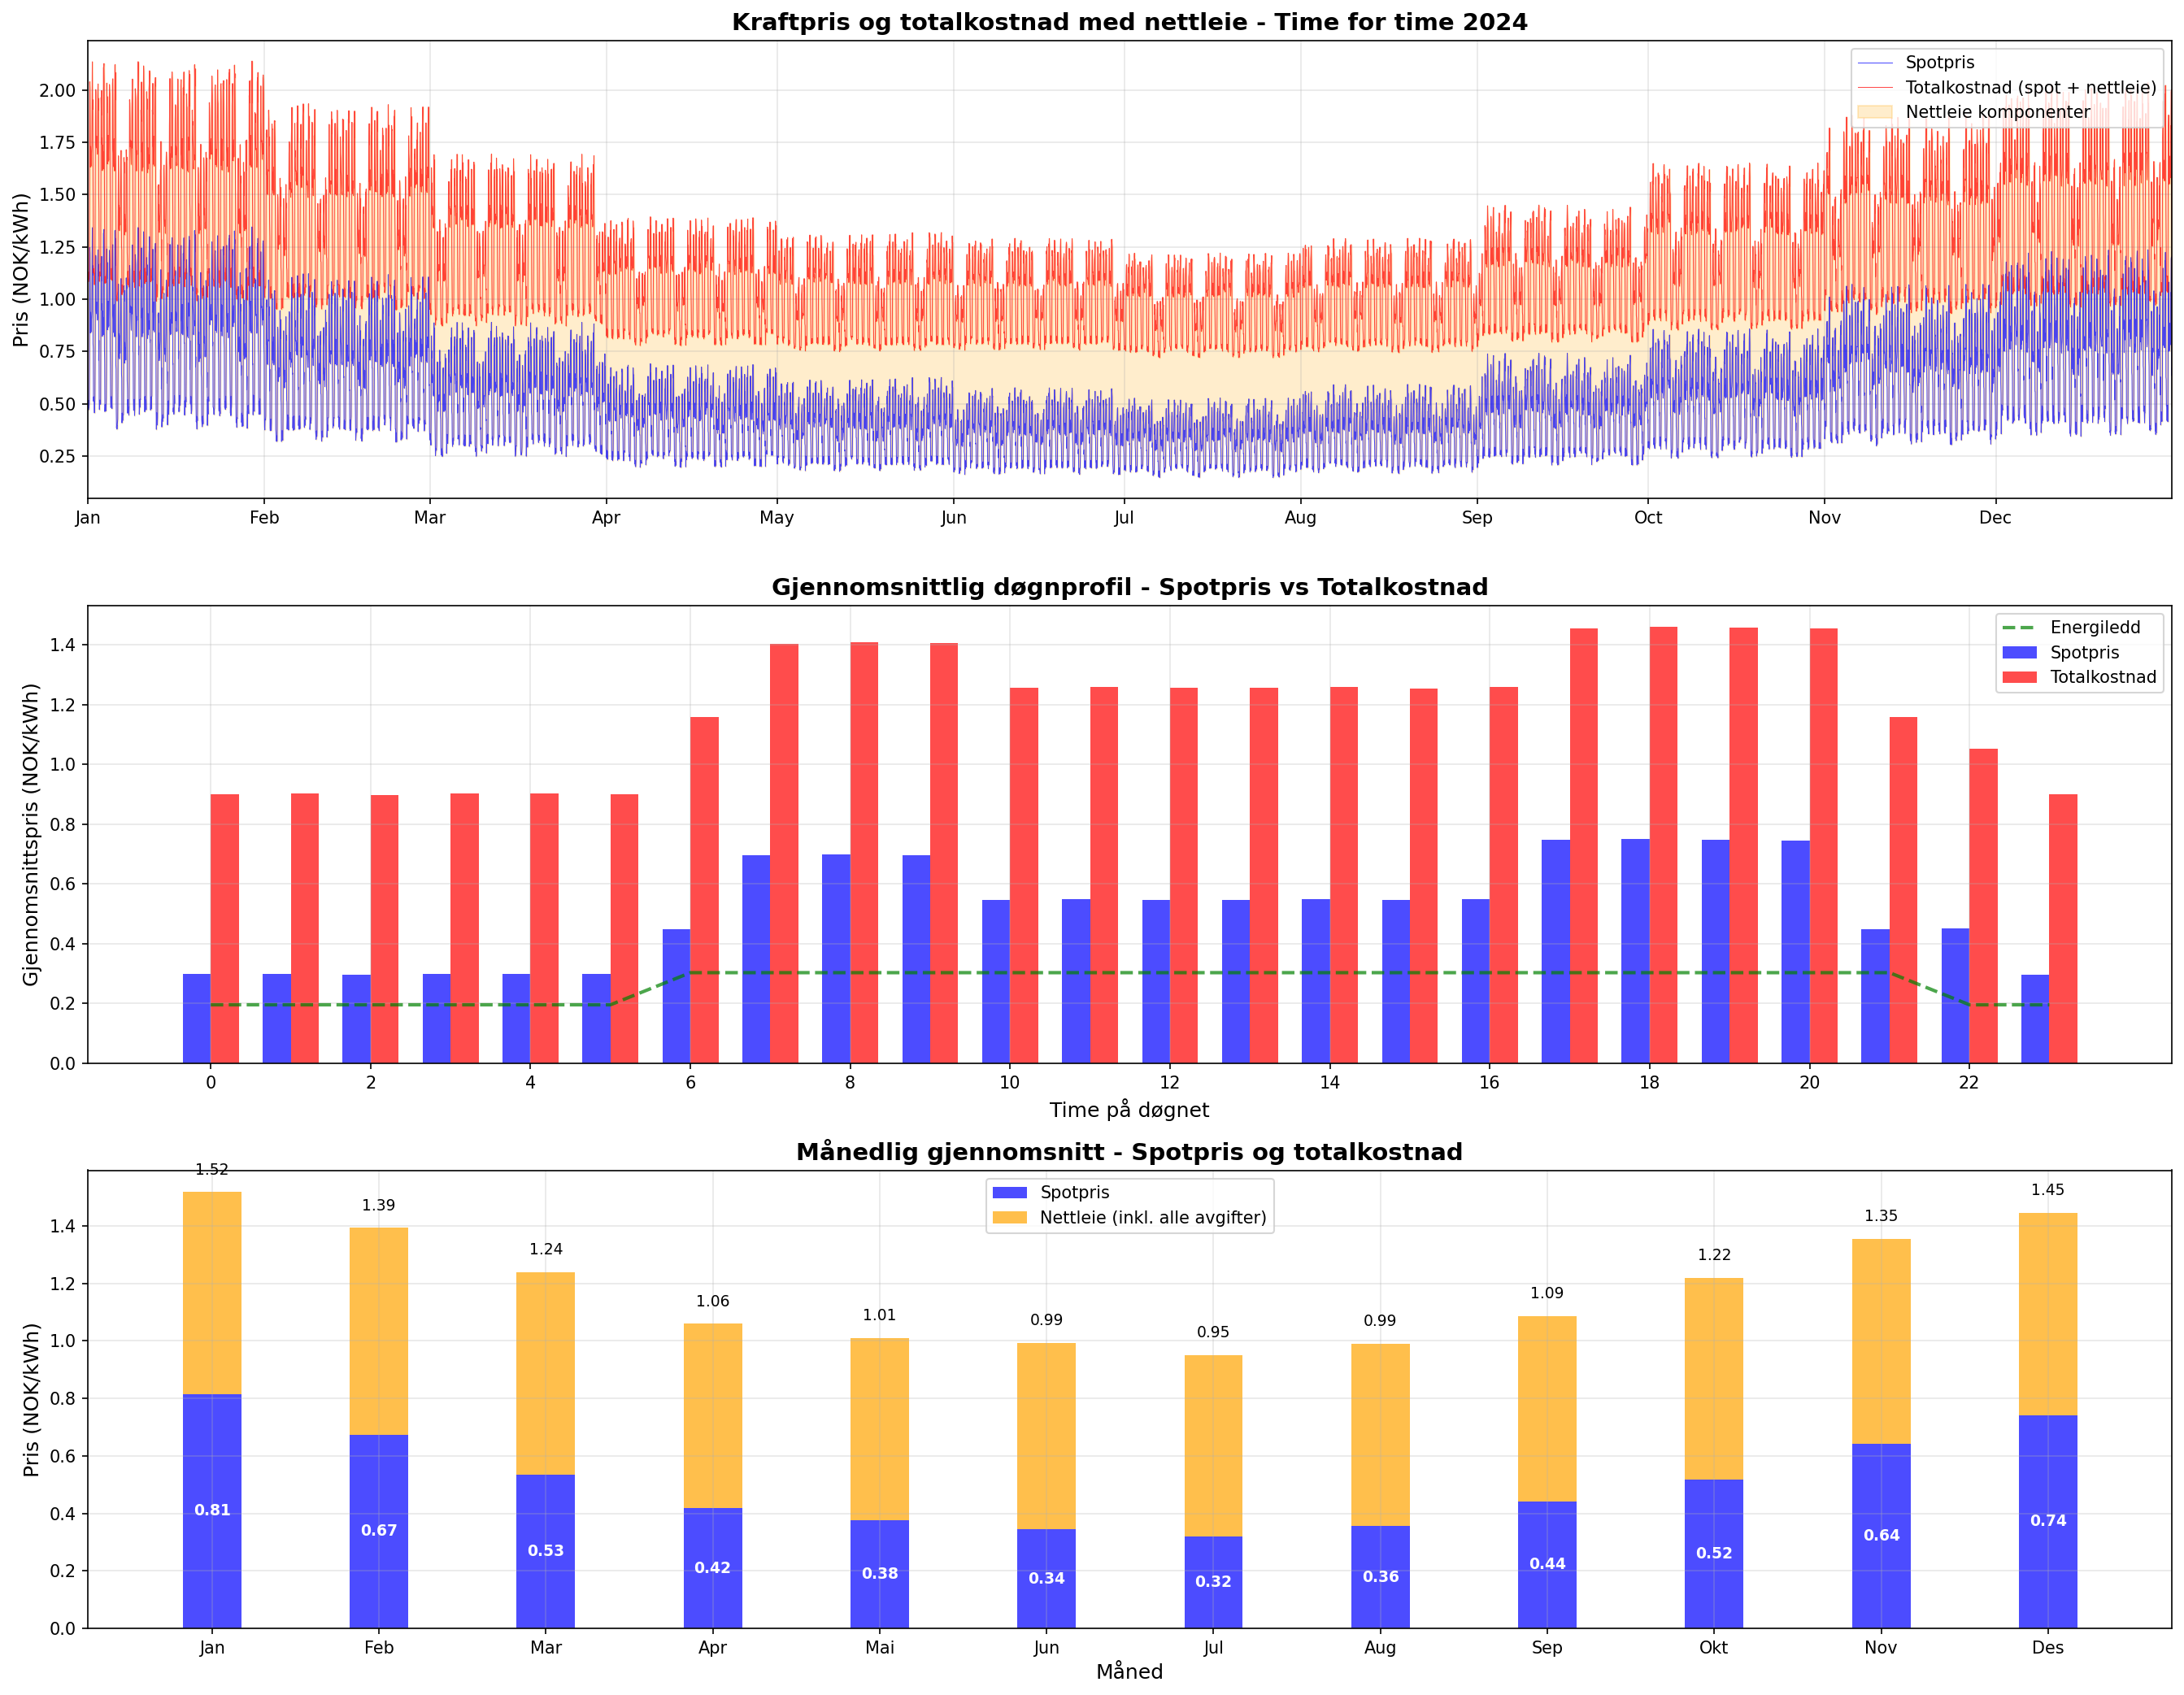 Kraftpris og totalkostnad med nettleie - Time for time 2024
Pris (NOK/kWh)
2.00
1.75
1.50
1.25
1.00
0.75
0.50
0.25
Spotpris
Totalkostnad (spot + nettleie)
Nettleie komponenter
Jan Feb Mar Apr May Jun Jul Aug Sep Oct Nov Dec
Gjennomsnittlig døgnprofil - Spotpris vs Totalkostnad
Gjennomsnittspris (NOK/kWh)
1.4
1.2
1.0
0.8
0.6
0.4
0.2
0.0
Energiledd
Spotpris
Totalkostnad
0 2 4 6 8 10 12 14 16 18 20 22
Time på døgnet
Månedlig gjennomsnitt - Spotpris og totalkostnad
Pris (NOK/kWh)
1.4
1.2
1.0
0.8
0.6
0.4
0.2
0.0
Spotpris
Nettleie (inkl. alle avgifter)
1.52 1.39 1.24 1.06 1.01 0.99 0.95 0.99 1.09 1.22 1.35 1.45
0.81 0.67 0.53 0.42 0.38 0.34 0.32 0.36 0.44 0.52 0.64 0.74
Jan Feb Mar Apr Mai Jun Jul Aug Sep Okt Nov Des
Måned